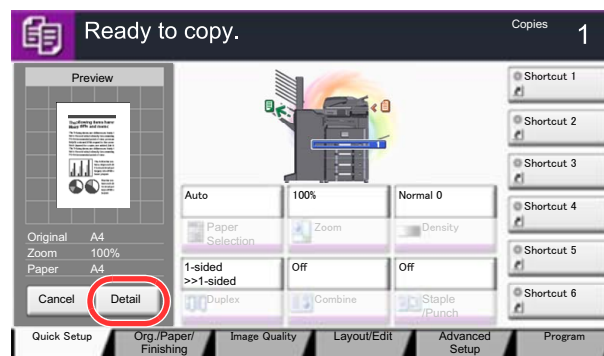 Ready to copy.
Copies 1
Preview
Original A4
Zoom 100%
Paper A4
Cancel
Detail
1
Auto
Paper
Selection
100%
Zoom
Normal 0
Density
1-sided
>>1-sided
Duplex
Off
Combine
Off
Staple
/Punch
Shortcut 1
Shortcut 2
Shortcut 3
Shortcut 4
Shortcut 5
Shortcut 6
Quick Setup
Org./Paper/
Finishing
Image Quality
Layout/Edit
Advanced
Setup
Program